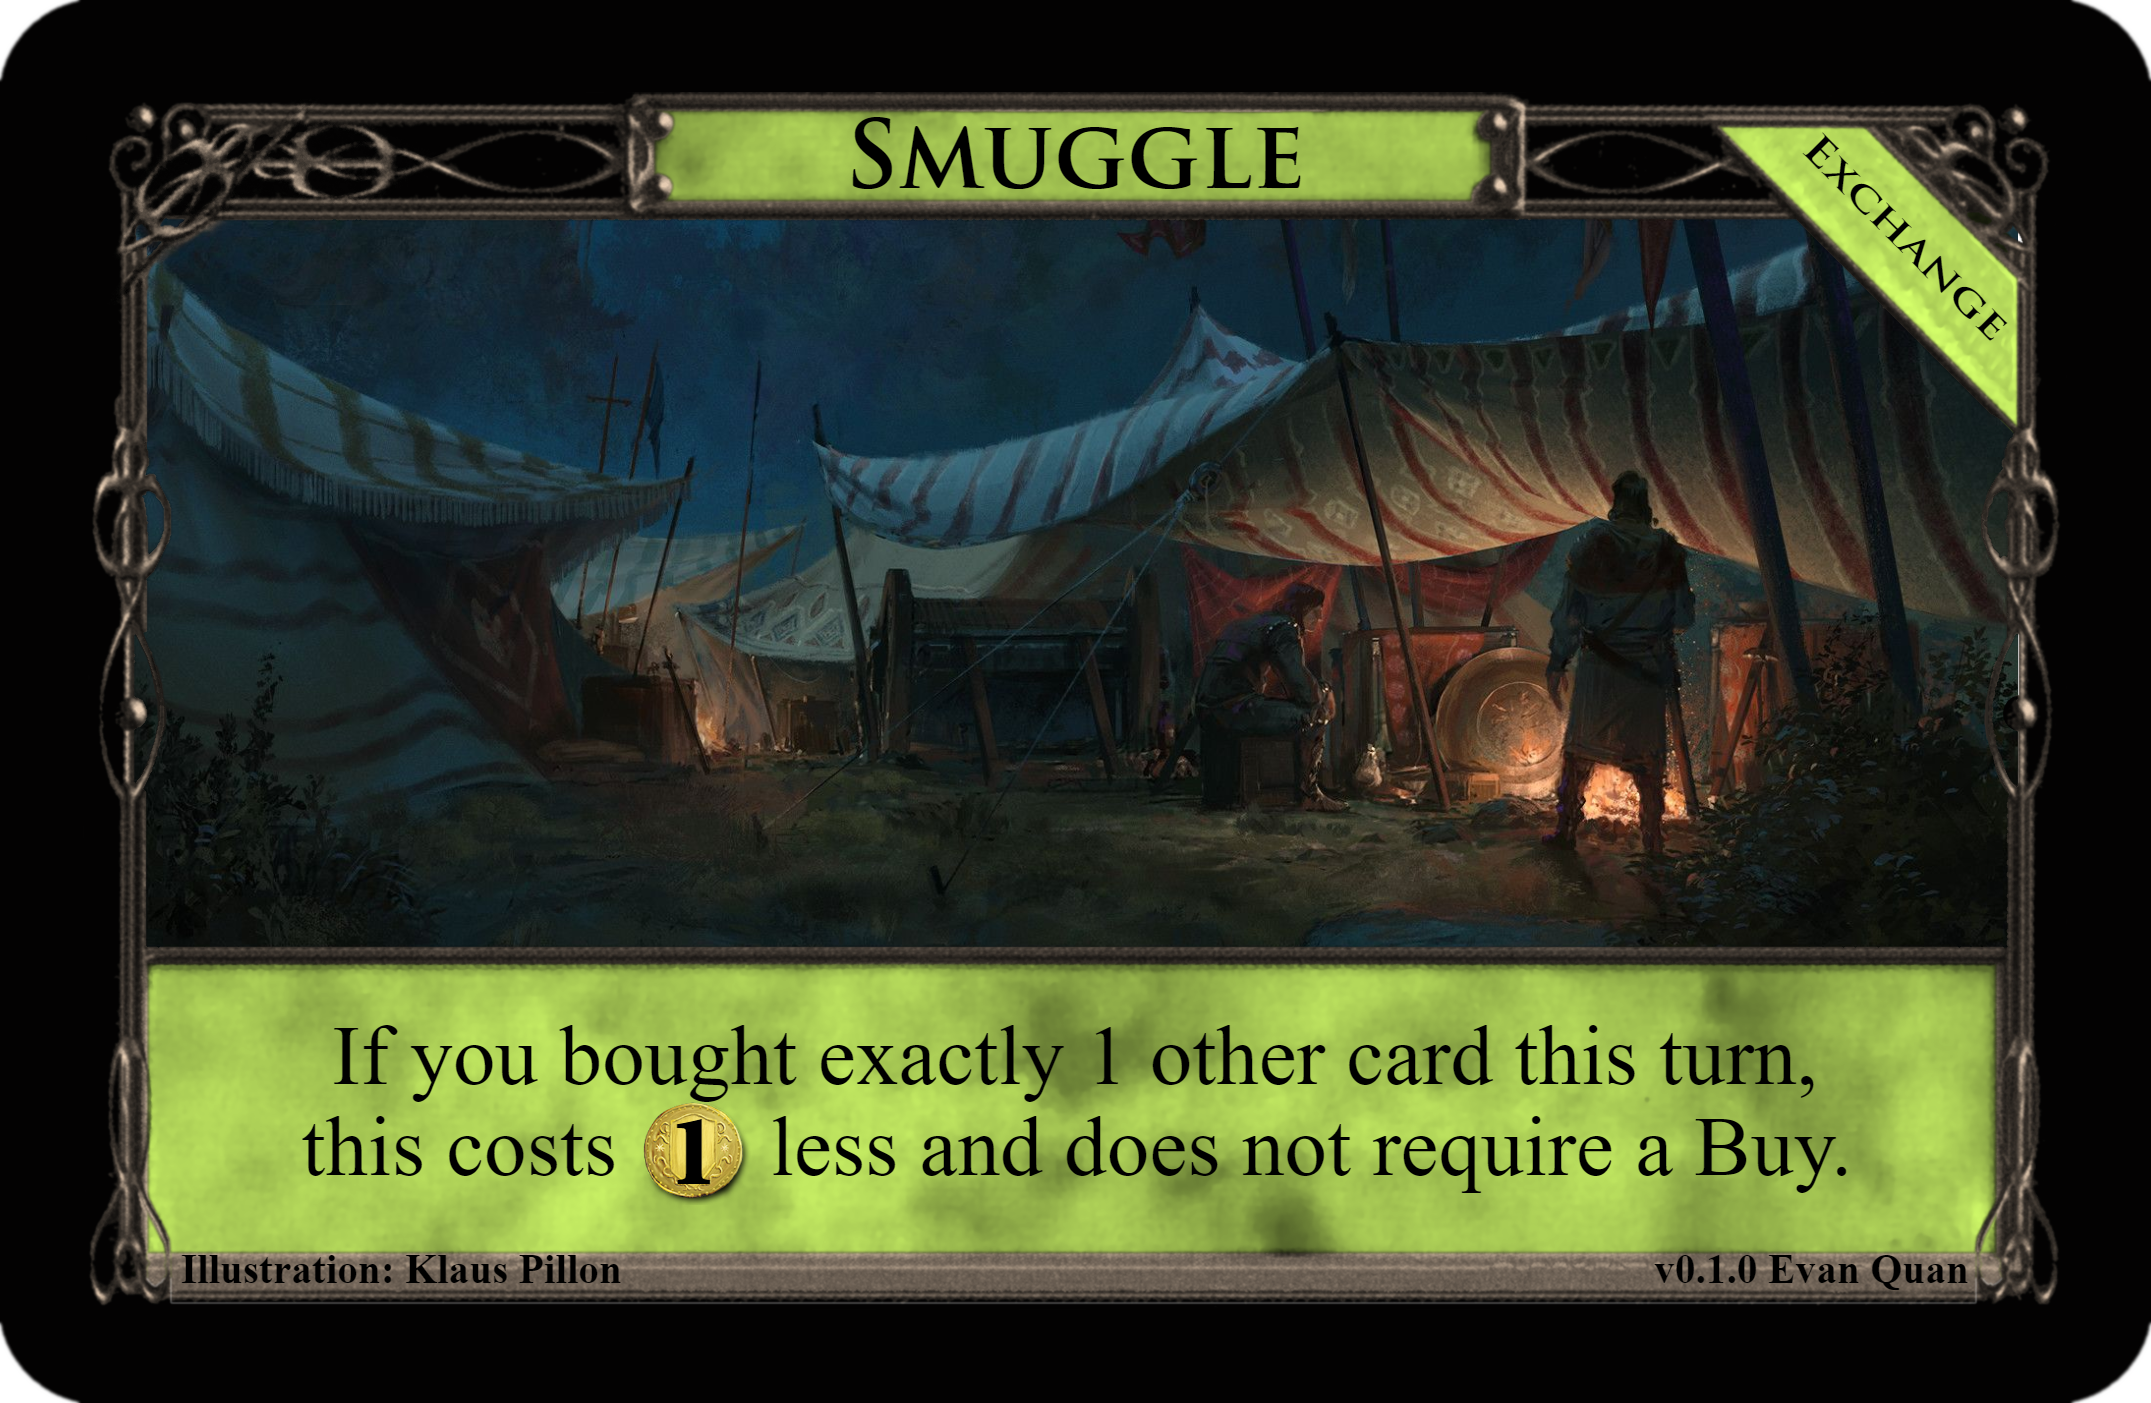 SMUGGLE
EXCHANGE
If you bought exactly 1 other card this turn,
this costs 1 less and does not require a Buy.
Illustration: Klaus Pillon
v0.1.0 Evan Quan